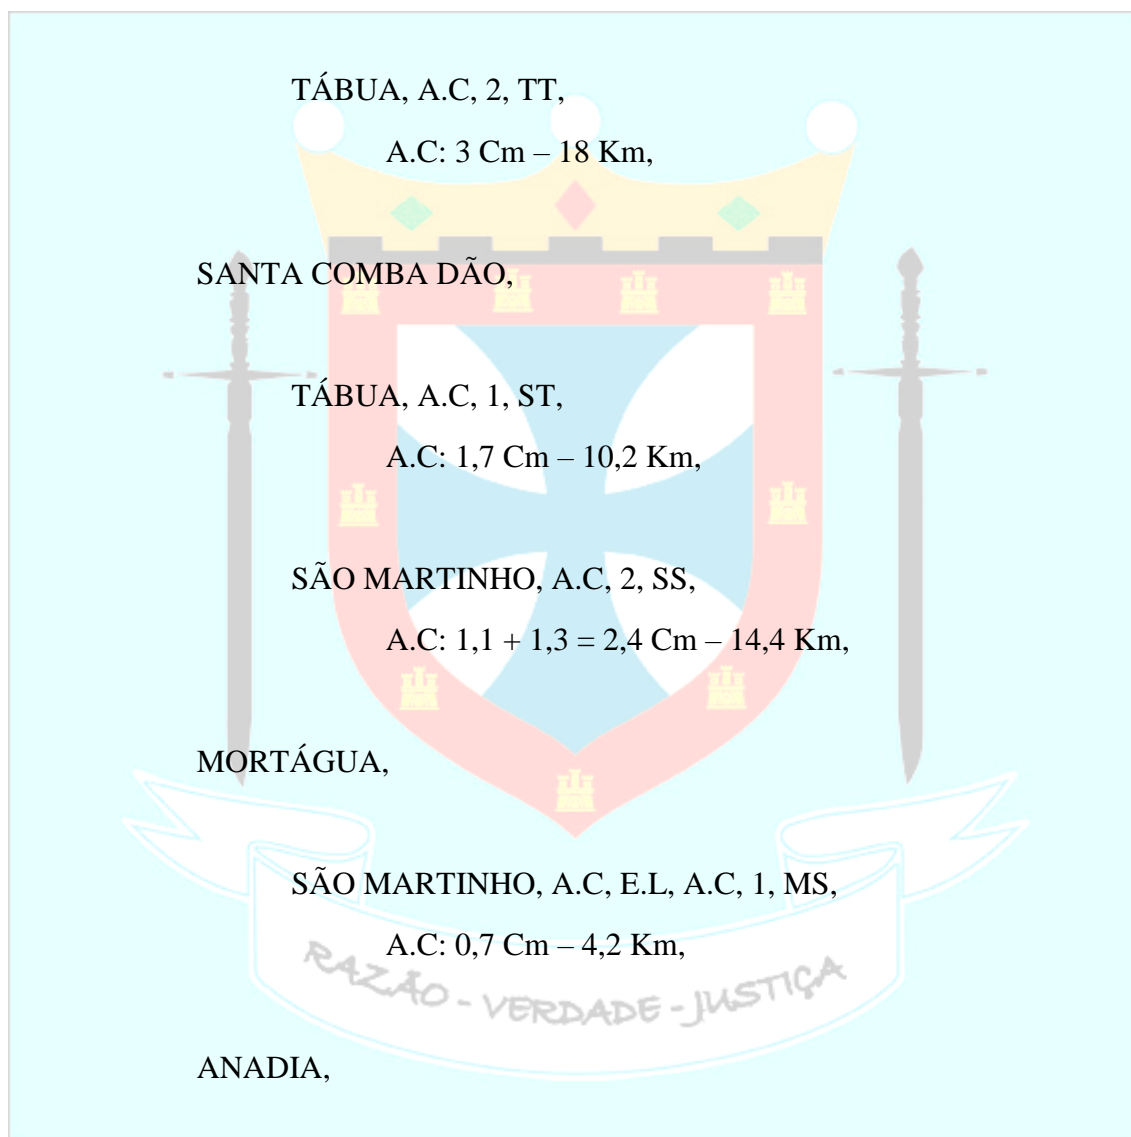 TÁBUA, A.C, 2, TT,
A.C: 3 Cm – 18 Km,
SANTA COMBA DÃO,
TÁBUA, A.C, 1, ST,
A.C: 1,7 Cm – 10,2 Km,
SÃO MARTINHO, A.C, 2, SS,
A.C: 1,1 + 1,3 = 2,4 Cm – 14,4 Km,
MORTÁGUA,
SÃO MARTINHO, A.C, E.L, A.C, 1, MS,
A.C: 0,7 Cm – 4,2 Km,
RAZÃO - VERDADE - JUSTIÇA
ANADIA,